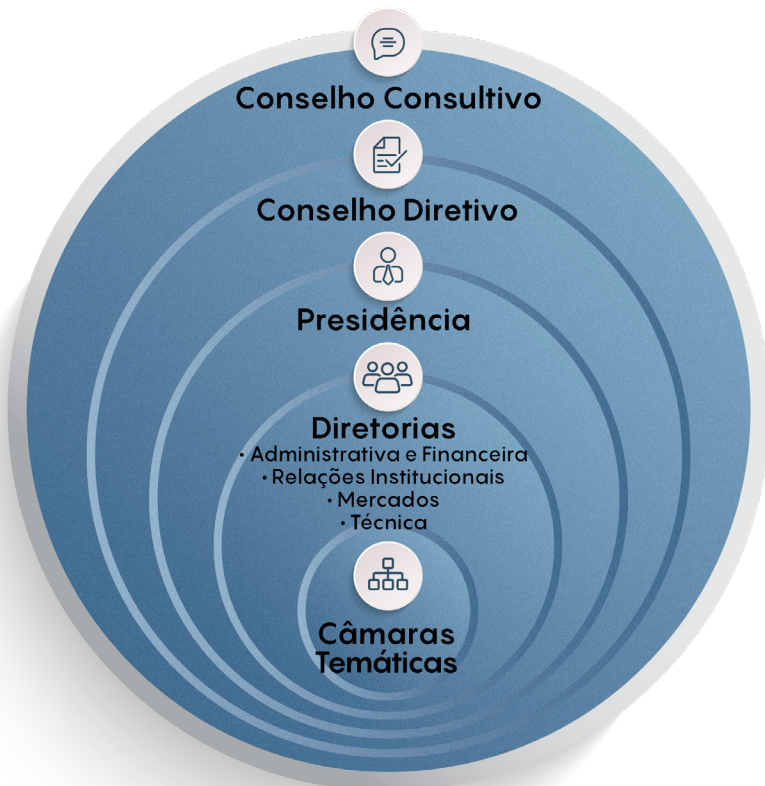 Conselho Consultivo
Conselho Diretivo
Presidência
Diretorias
· Administrativa e Financeira
· Relações Institucionais
· Mercados
· Técnica
Câmaras
Temáticas